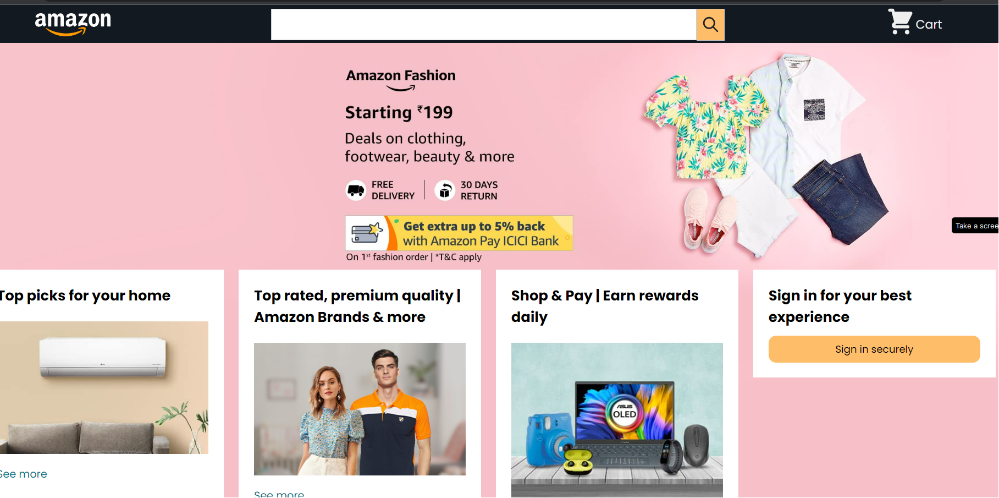 amazon
Cart
Amazon Fashion
Starting ₹199
Deals on clothing,
footwear, beauty & more
FREE
DELIVERY
30 DAYS
RETURN
Get extra up to 5% back
with Amazon Pay ICICI Bank
On 1st fashion order | *T&C apply
Take a scree
Top picks for your home
See more
Top rated, premium quality |
Amazon Brands & more
See more
Shop & Pay | Earn rewards
daily
ASUS
OLED
Sign in for your best
experience
Sign in securely